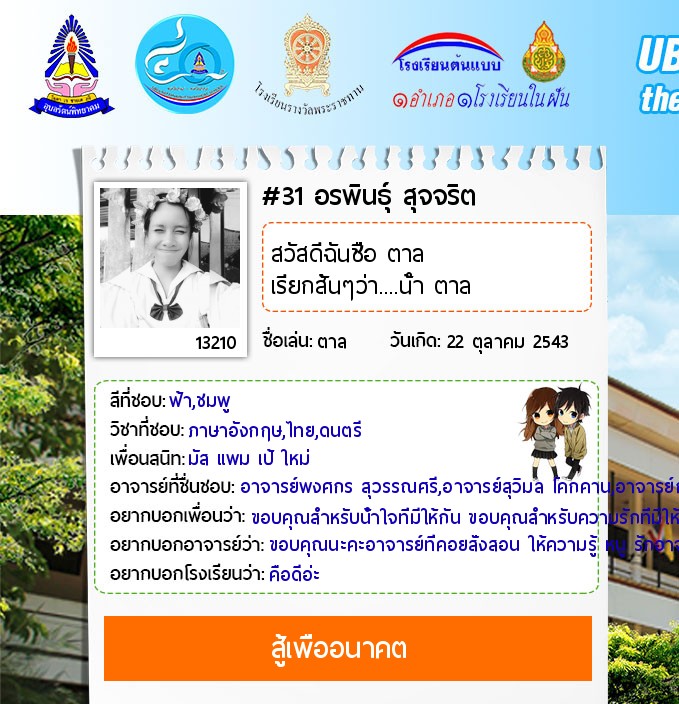 อุบลรัตน์พิทยาคม
โรงเรียนรางวัลพระราชทาน
โรงเรียนต้นแบบ
๑อำเภอ๑โรงเรียนในฝัน
UB
the
#31 อรพินธุ์ สุจจริต
สวัสดีฉันชื่อ ตาล
เรียกสั้นๆว่า....น้ำ ตาล
13210
ชื่อเล่น: ตาล วันเกิด: 22 ตุลาคม 2543
สีที่ชอบ: ฟ้า,ชมพู
วิชาที่ชอบ: ภาษาอังกฤษ,ไทย,ดนตรี
เพื่อนสนิท: มัส แพม เป้ ใหม่
อาจารย์ที่ชื่นชอบ: อาจารย์พงศกร สุวรรณศรี,อาจารย์สุวิมล โคกคาน,อาจารย์
อยากบอกเพื่อนว่า: ขอบคุณสำหรับน้ำใจที่มีให้กัน ขอบคุณสำหรับความรักที่มีให้
อยากบอกอาจารย์ว่า: ขอบคุณนะคะอาจารย์ที่คอยสั่งสอน ให้ความรู้ หนู รัก
อยากบอกโรงเรียนว่า: คือดีอ่ะ
สู้เพื่ออนาคต